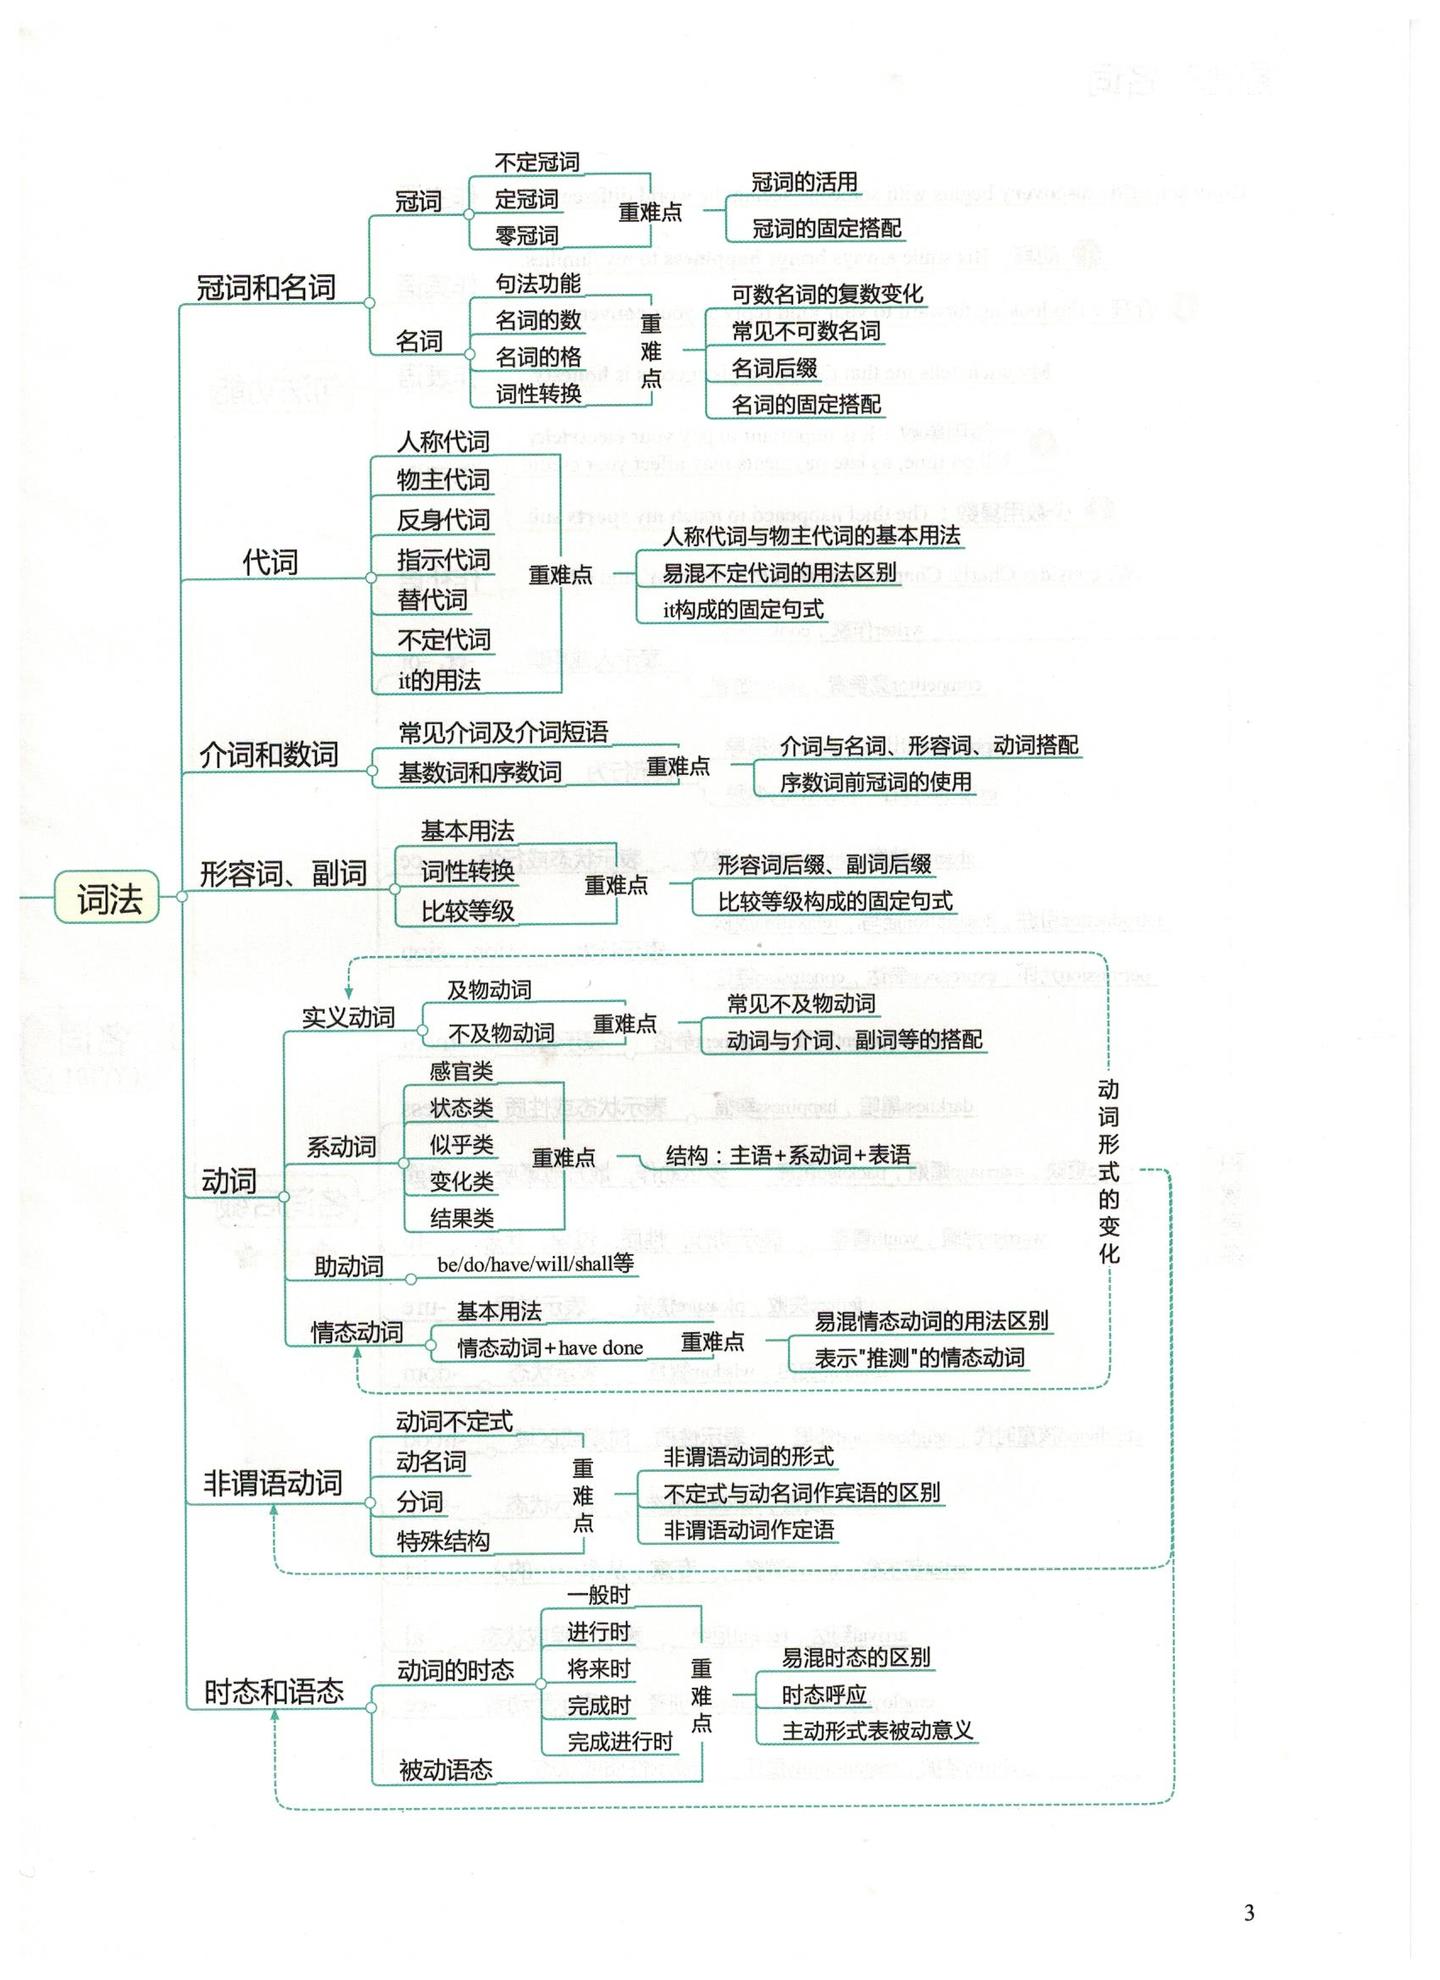 词法
冠词和名词
冠词
不定冠词
定冠词
零冠词
重难点
冠词的活用
冠词的固定搭配
名词
句法功能
名词的数
名词的格
词性转换
重难点
可数名词的复数变化
常见不可数名词
名词后缀
名词的固定搭配
代词
人称代词
物主代词
反身代词
指示代词
替代词
不定代词
it的用法
重难点
人称代词与物主代词的基本用法
易混不定代词的用法区别
it构成的固定句式
介词和数词
常见介词及介词短语
基数词和序数词
重难点
介词与名词、形容词、动词搭配
序数词前冠词的使用
形容词、副词
基本用法
词性转换
比较等级
重难点
形容词后缀、副词后缀
比较等级构成的固定句式
动词
实义动词
及物动词
不及物动词
重难点
常见不及物动词
动词与介词、副词等的搭配
系动词
感官类
状态类
似乎类
变化类
结果类
重难点
结构：主语+系动词+表语
助动词
be/do/have/will/shall等
情态动词
基本用法
情态动词+have done
重难点
易混情态动词的用法区别
表示"推测"的情态动词
动词形式的变化
非谓语动词
动词不定式
动名词
分词
特殊结构
重难点
非谓语动词的形式
不定式与动名词作宾语的区别
非谓语动词作定语
时态和语态
动词的时态
一般时
进行时
将来时
完成时
完成进行时
被动语态
重难点
易混时态的区别
时态呼应
主动形式表被动意义
3